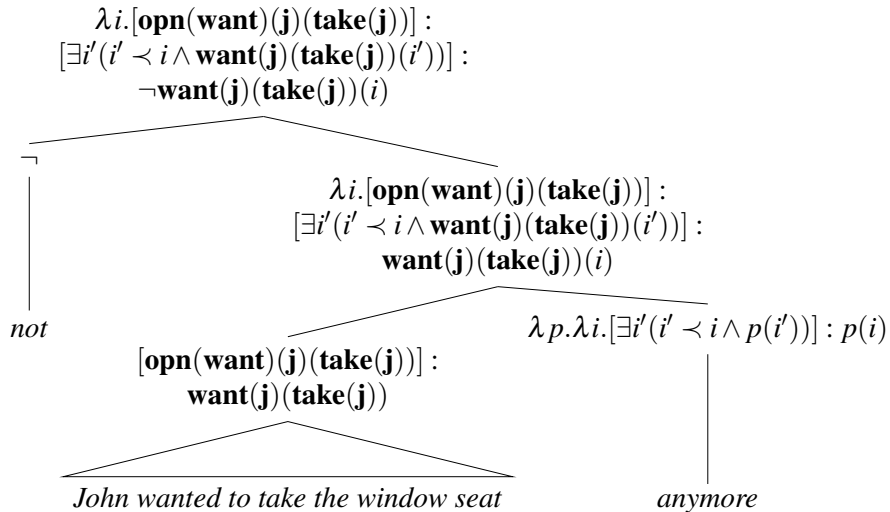 λi.[opn(want)(j)(take(j))] :
[∃i′(i′ ≺ i ∧ want(j)(take(j))(i′))] :
¬want(j)(take(j))(i)
¬
λi.[opn(want)(j)(take(j))] :
[∃i′(i′ ≺ i ∧ want(j)(take(j))(i′))] :
want(j)(take(j))(i)
not
λp.λi.[∃i′(i′ ≺ i ∧ p(i′))] : p(i)
[opn(want)(j)(take(j))] :
want(j)(take(j))
John wanted to take the window seat
anymore